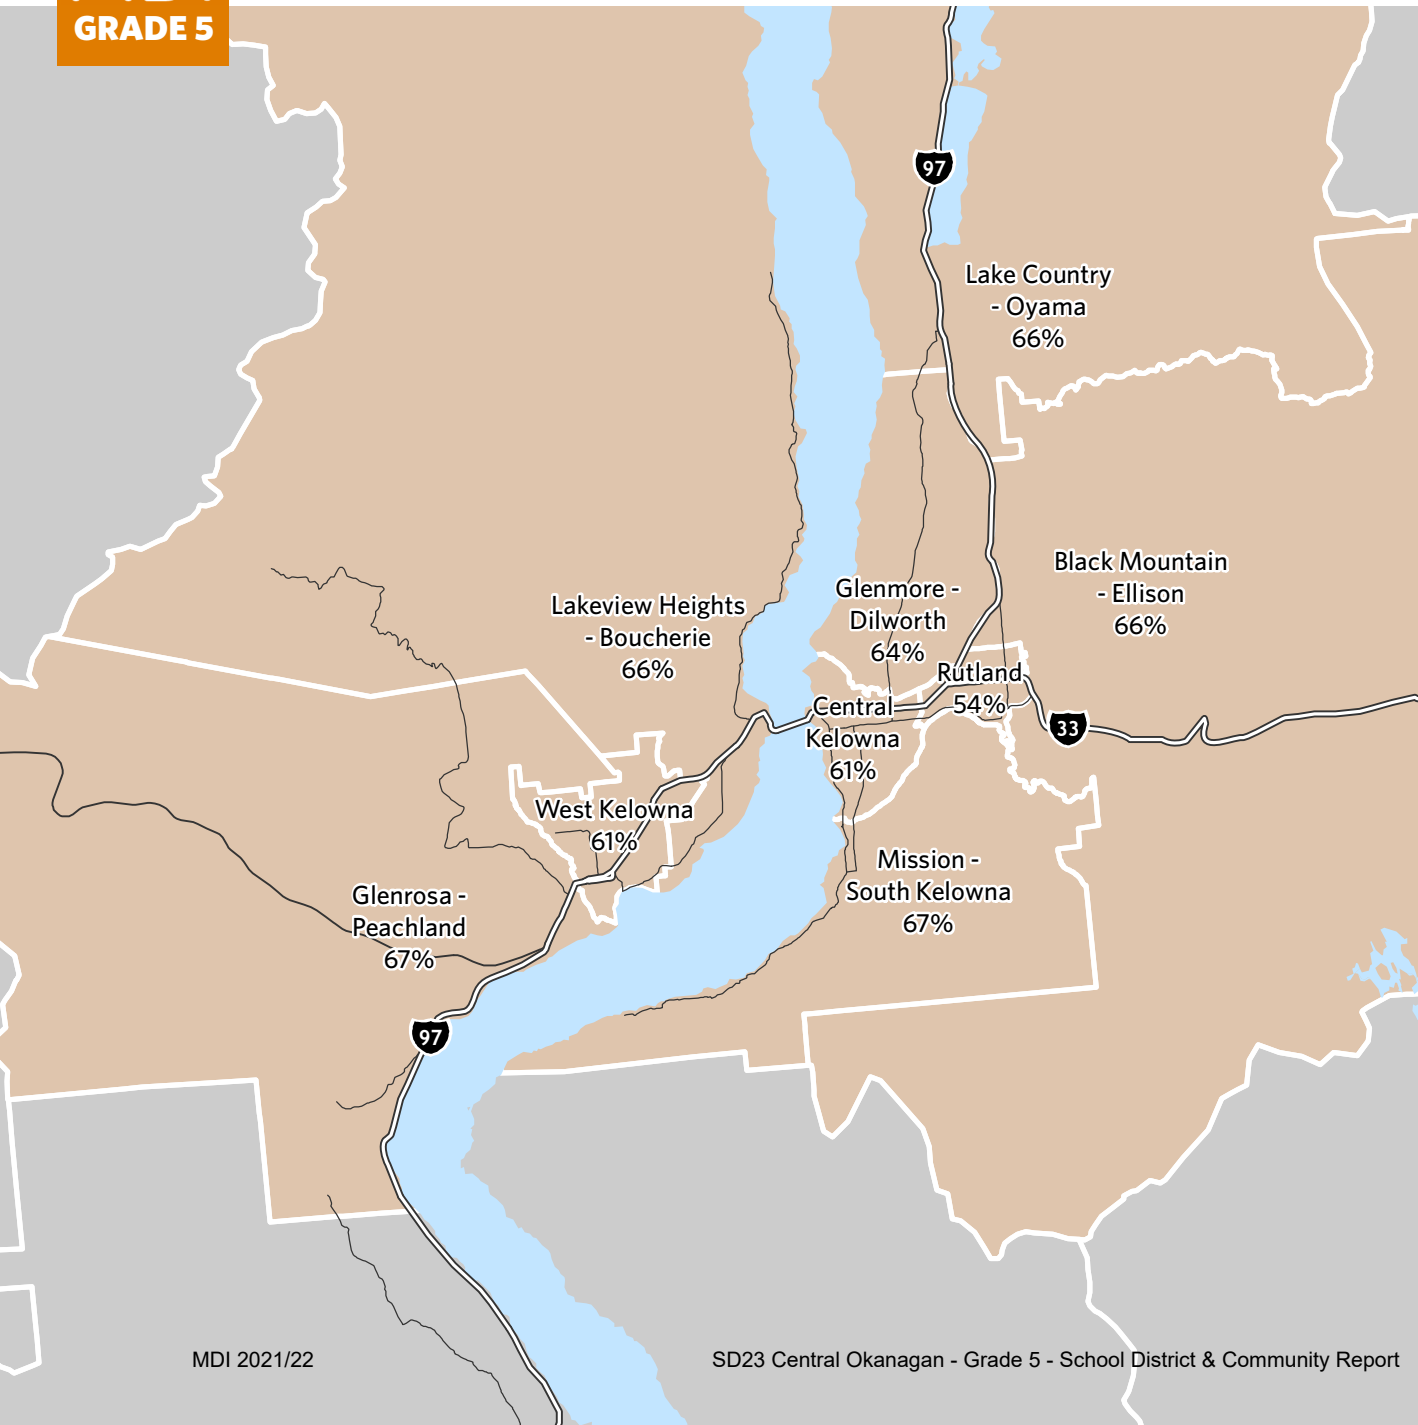 GRADE 5
97
Lake Country
- Oyama
66%
Black Mountain
- Ellison
66%
Glenmore -
Dilworth
64%
Lakeview Heights
- Boucherie
66%
Rutland
54%
Central
Kelowna
61%
33
West Kelowna
61%
Mission -
South Kelowna
67%
Glenrosa -
Peachland
67%
97
MDI 2021/22
SD23 Central Okanagan - Grade 5 - School District & Community Report